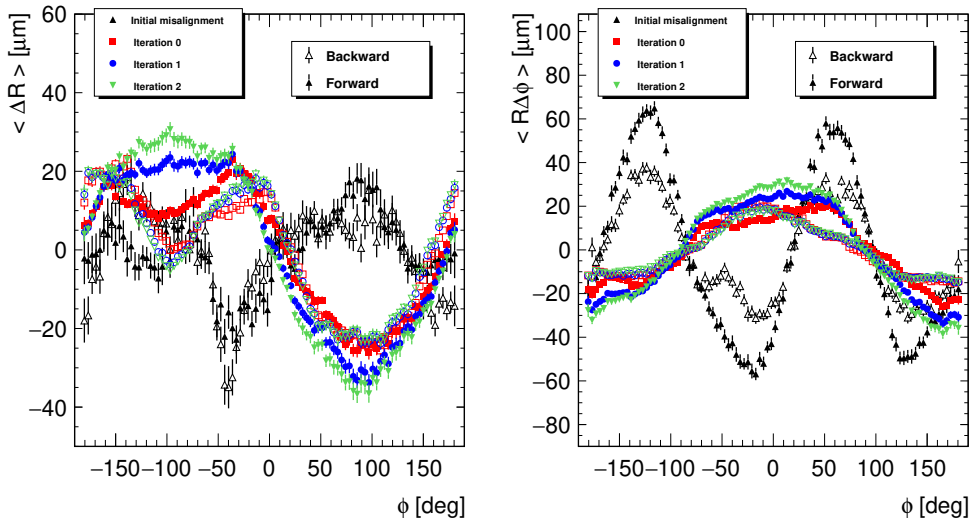 < ΔR > [μm]
60
40
20
0
−20
−40
Initial misalignment
Iteration 0
Iteration 1
Iteration 2
Backward
Forward
−150 −100 −50 0 50 100 150
ϕ [deg]
< RΔϕ > [μm]
100
80
60
40
20
0
−20
−40
−60
−80
Initial misalignment
Iteration 0
Iteration 1
Iteration 2
Backward
Forward
−150 −100 −50 0 50 100 150
ϕ [deg]